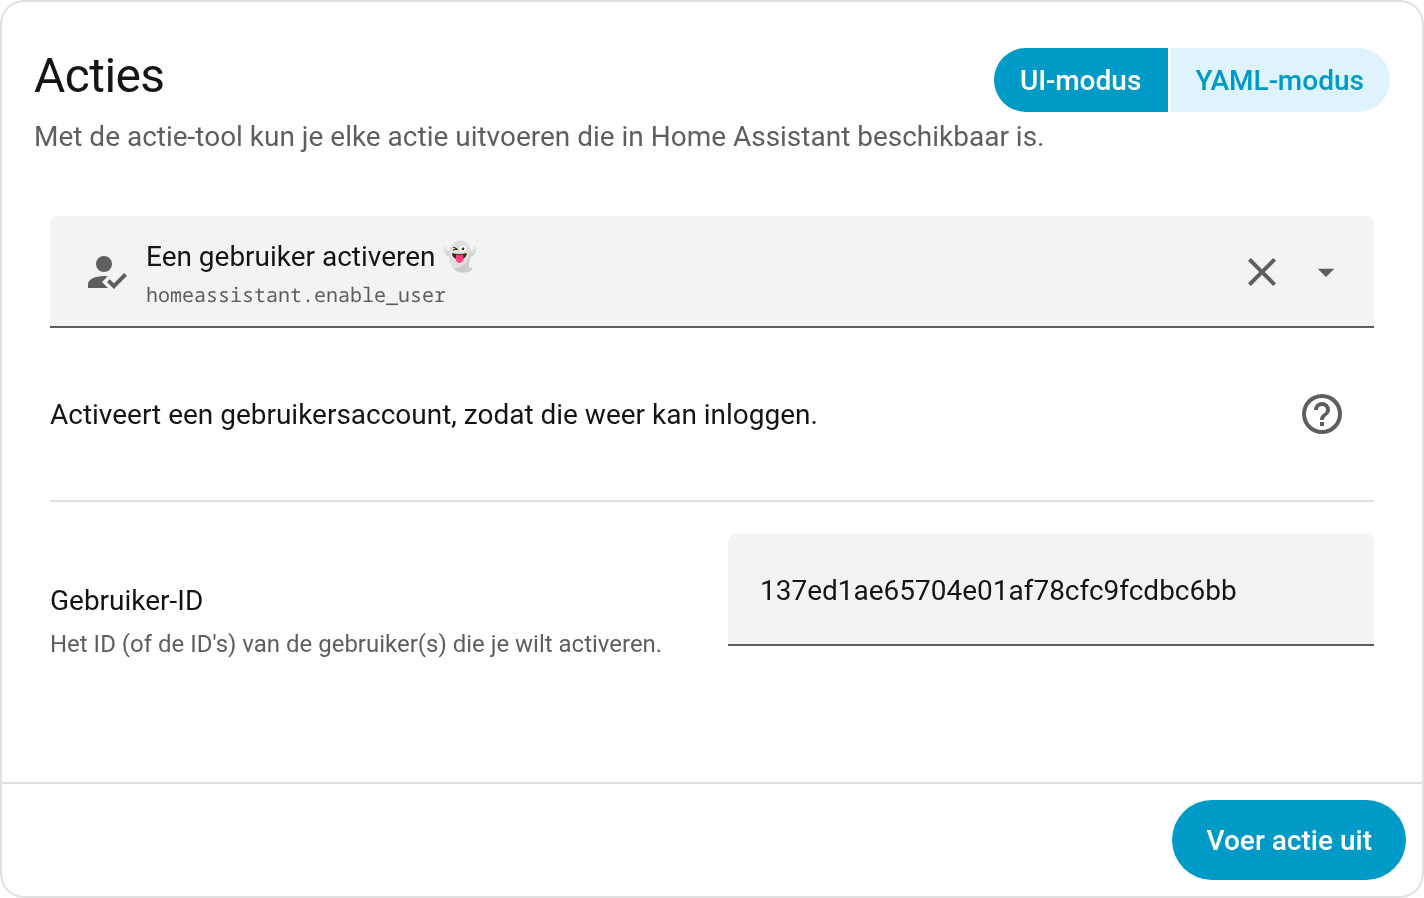 Acties
UI-modus
YAML-modus
Met de actie-tool kun je elke actie uitvoeren die in Home Assistant beschikbaar is.
Een gebruiker activeren 👻
homeassistant.enable_user
Activeert een gebruikersaccount, zodat die weer kan inloggen.
Gebruiker-ID
Het ID (of de ID's) van de gebruiker(s) die je wilt activeren.
137ed1ae65704e01af78cfc9fcdbc6bb
Voer actie uit